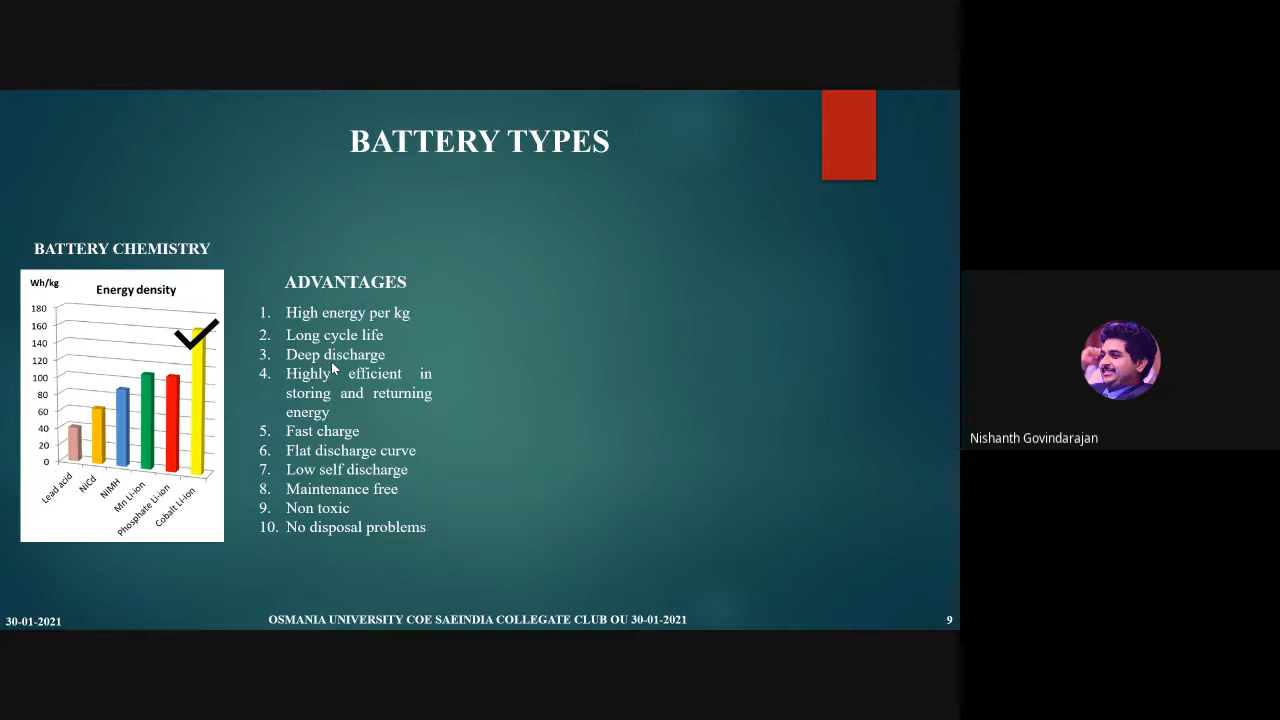 BATTERY TYPES
BATTERY CHEMISTRY
Wh/kg
Energy density
180
160
140
120
100
80
60
40
20
0
Lead acid
NiCd
NiMH
Mn Li-ion
Phosphate Li-ion
Cobalt Li-ion
ADVANTAGES
1. High energy per kg
2. Long cycle life
3. Deep discharge
4. Highly efficient in
storing and returning
energy
5. Fast charge
6. Flat discharge curve
7. Low self discharge
8. Maintenance free
9. Non toxic
10. No disposal problems
30-01-2021
OSMANIA UNIVERSITY COE SAEINDIA COLLEGATE CLUB OU 30-01-2021
9
Nishanth Govindarajan